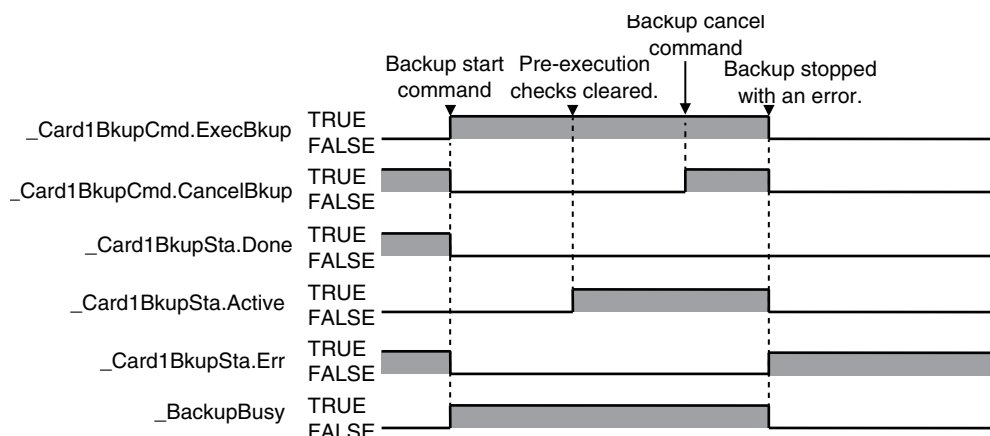 Backup cancel
command
Backup start
command
Pre-execution
checks cleared.
Backup stopped
with an error.
_Card1BkupCmd.ExecBkup
TRUE
FALSE
_Card1BkupCmd.CancelBkup
TRUE
FALSE
_Card1BkupSta.Done
TRUE
FALSE
_Card1BkupSta.Active
TRUE
FALSE
_Card1BkupSta.Err
TRUE
FALSE
_BackupBusy
TRUE
FALSE